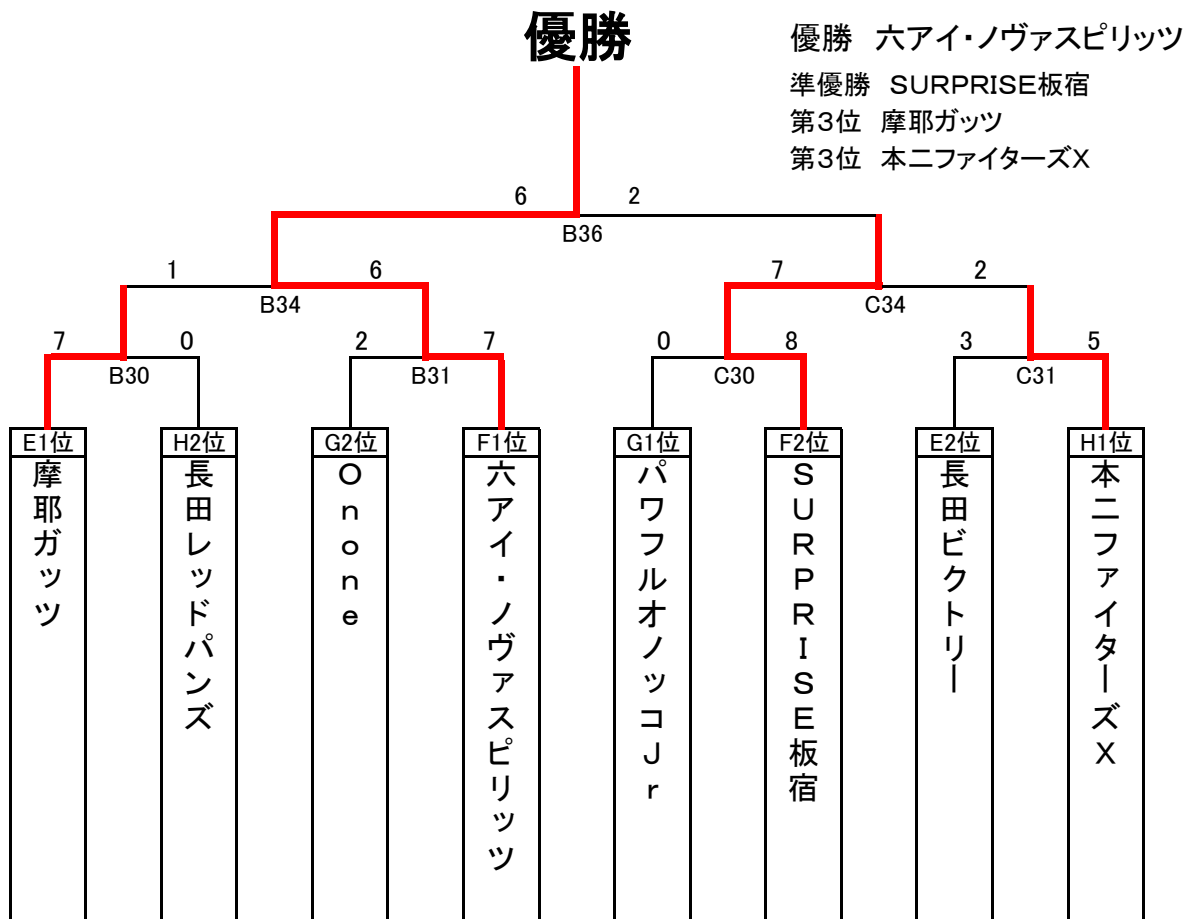 優勝
優勝　六アイ・ノヴァスピリッツ
準優勝　SURPRISE板宿
第3位　摩耶ガッツ
第3位　本二ファイターズX
6 2
B36
1 6 7 2
B34 C34
7 0 2 7 0 8 3 5
B30 B31 C30 C31
E1位 H2位 G2位 F1位 G1位 F2位 E2位 H1位
摩耶ガッツ
長田レッドパンズ
Onone
六アイ・ノヴァスピリッツ
パワフルオノッコJr
SURPRISE板宿
長田ビクトリー
本二ファイターズX